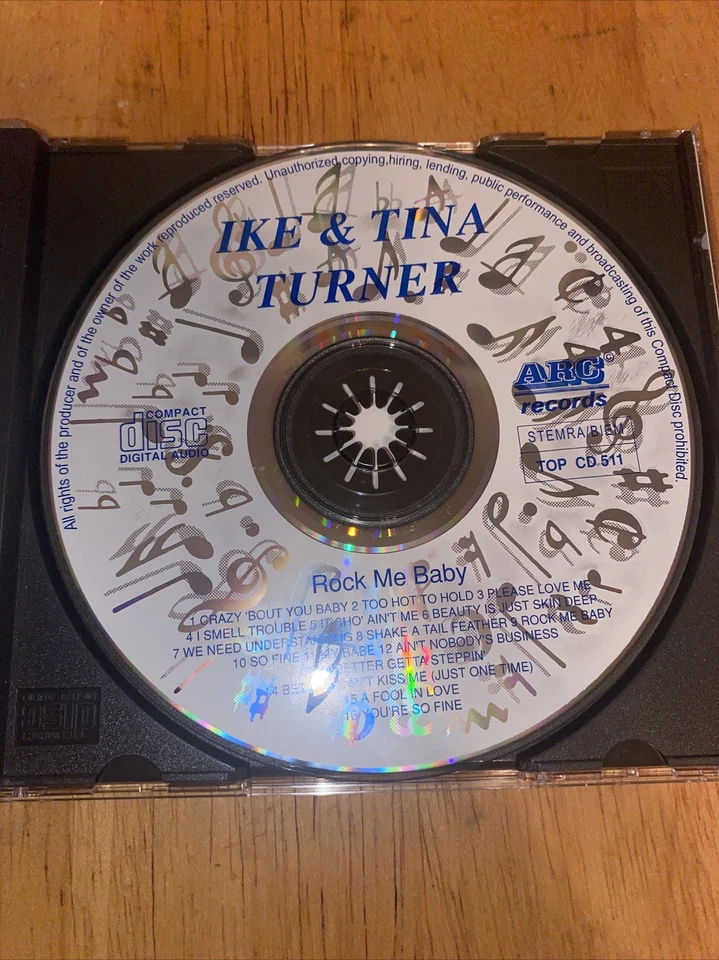 All rights of the producer and of the owner of the work reproduced reserved. Unauthorized copying, hiring, lending, public performance and broadcasting of this Compact Disc prohibited.
IKE & TINA
TURNER
ARC ©
records
COMPACT
disc
DIGITAL AUDIO
STEMRA/BIEM
TOP CD 511
Rock Me Baby
1 CRAZY 'BOUT YOU BABY 2 TOO HOT TO HOLD 3 PLEASE LOVE ME
4 I SMELL TROUBLE 5 IT SHO' AIN'T ME 6 BEAUTY IS JUST SKIN DEEP
7 WE NEED UNDERSTANDING 8 SHAKE A TAIL FEATHER 9 ROCK ME BABY
10 SO FINE 11 MY BABE 12 AIN'T NOBODY'S BUSINESS
BETTER GETTA STEPPIN'
14 KISS ME (JUST ONE TIME)
15 A FOOL IN LOVE
16 YOU'RE SO FINE